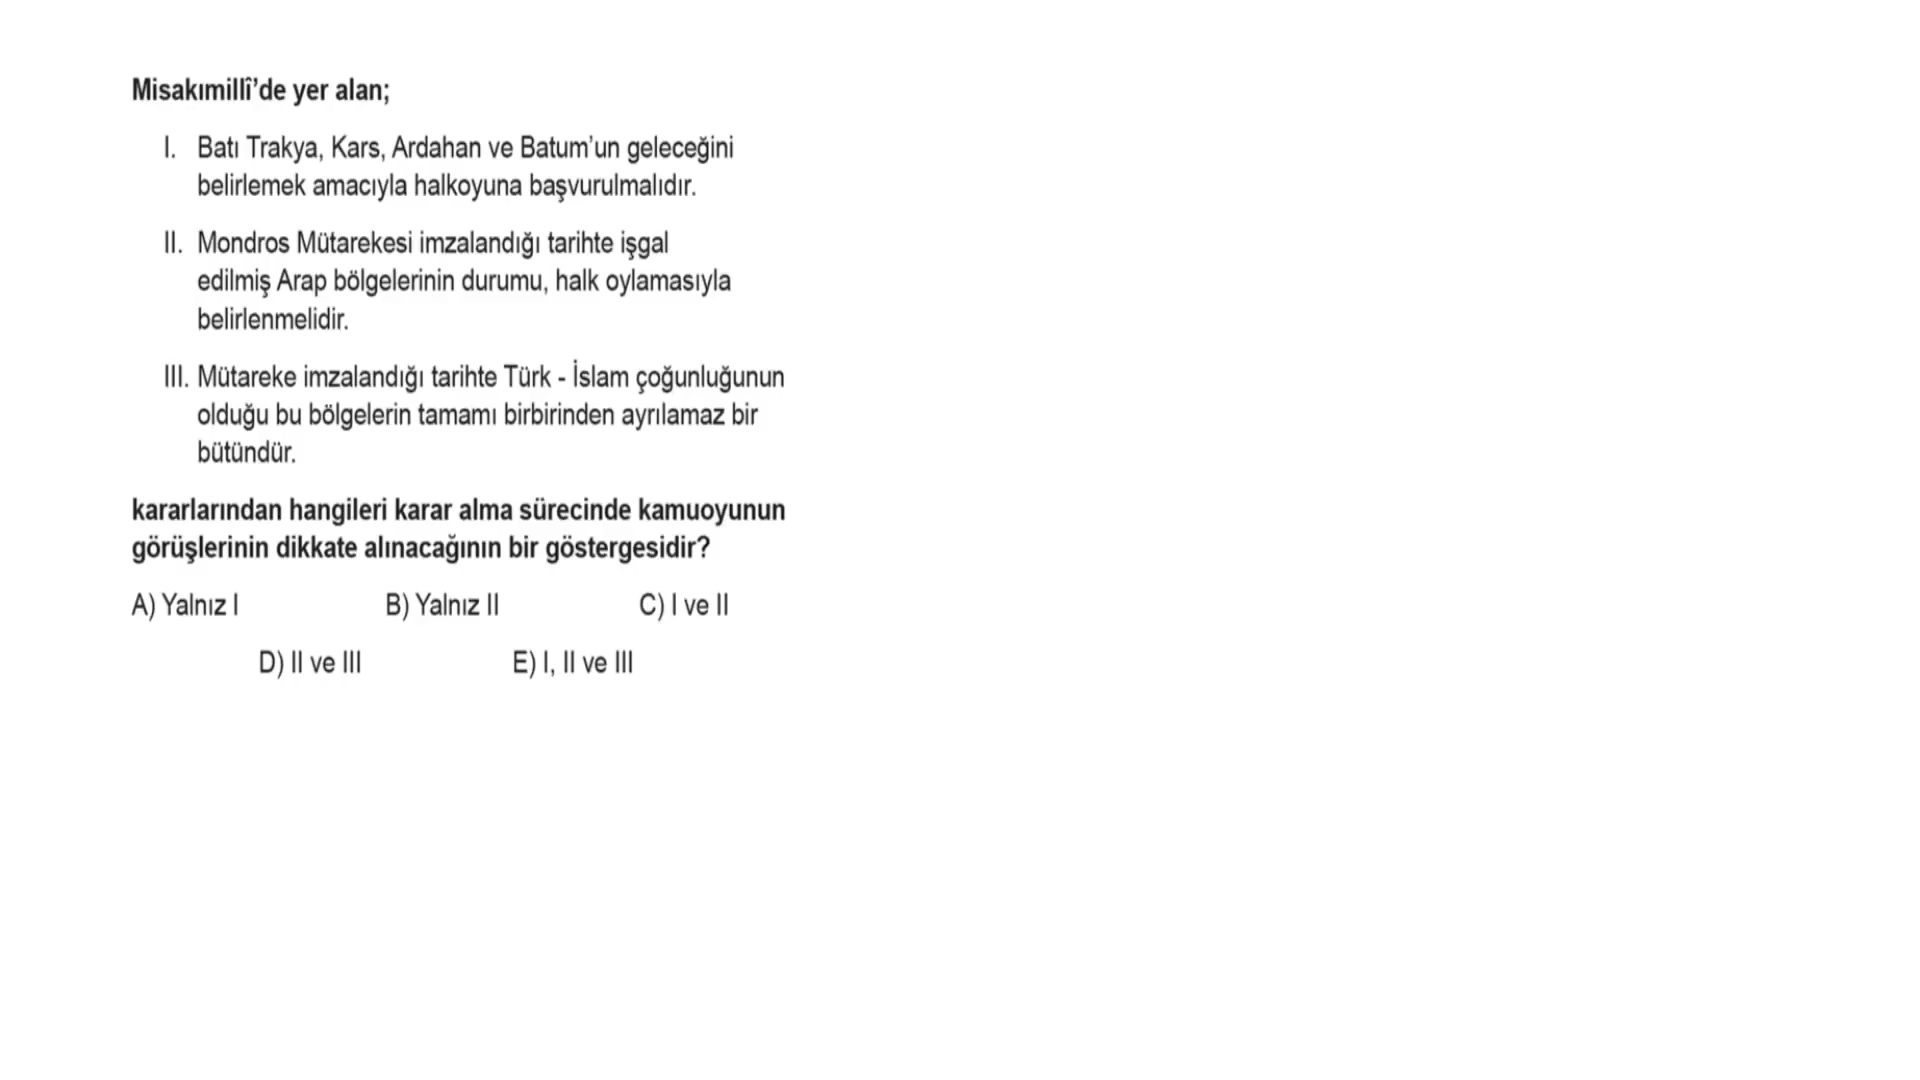 Misakımillî’de yer alan;
I. Batı Trakya, Kars, Ardahan ve Batum’un geleceğini
belirlemek amacıyla halkoyuna başvurulmalıdır.
II. Mondros Mütarekesi imzalandığı tarihte işgal
edilmiş Arap bölgelerinin durumu, halk oylamasıyla
belirlenmelidir.
III. Mütareke imzalandığı tarihte Türk - İslam çoğunluğunun
olduğu bu bölgelerin tamamı birbirinden ayrılamaz bir
bütündür.
kararlarından hangileri karar alma sürecinde kamuoyunun
görüşlerinin dikkate alınacağının bir göstergesidir?
A) Yalnız I B) Yalnız II C) I ve II
D) II ve III E) I, II ve III